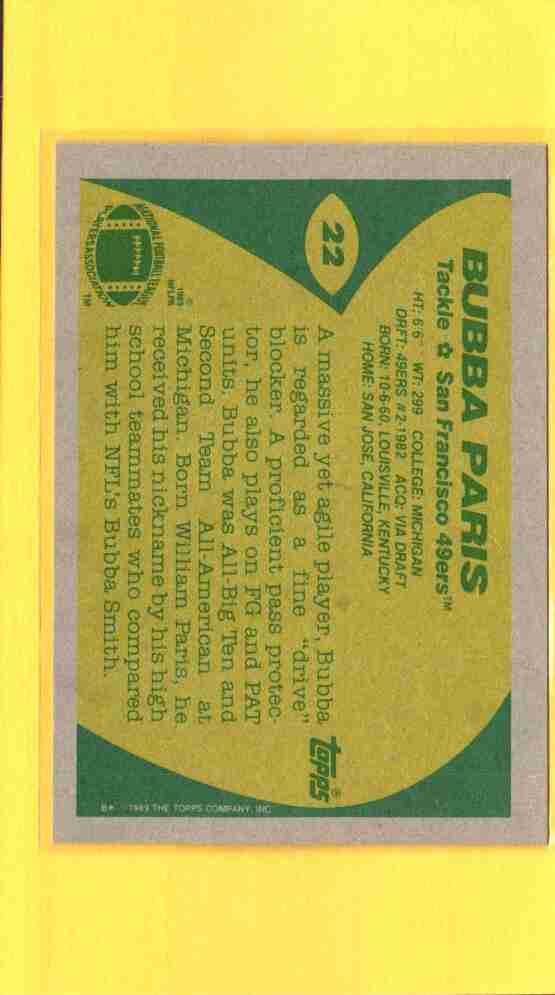 22
BUBBA PARIS
Tackle ✩ San Francisco 49ers™
HT: 6'6" WT: 299 COLLEGE: MICHIGAN
DRFT: 49ERS #2-1982 ACQ: VIA DRAFT
BORN: 10-6-60, LOUISVILLE, KENTUCKY
HOME: SAN JOSE, CALIFORNIA
A massive yet agile player, Bubba
is regarded as a fine "drive"
blocker. A proficient pass protec-
tor, he also plays on FG and PAT
units. Bubba was All-Big Ten and
Second Team All-American at
Michigan. Born William Paris, he
received his nickname by his high
school teammates who compared
him with NFL's Bubba Smith.
topps®
NATIONAL FOOTBALL LEAGUE
PLAYERS ASSOCIATION
™
©
1989
NFLPA
B* 1989 THE TOPPS COMPANY, INC.